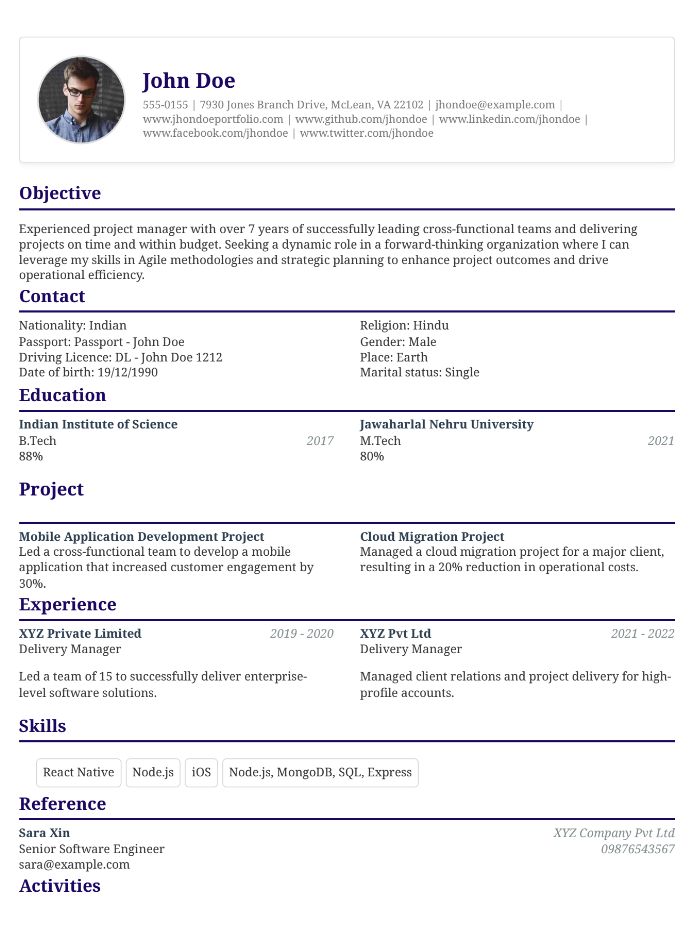 John Doe
555-0155 | 7930 Jones Branch Drive, McLean, VA 22102 | jhondoe@example.com |
www.jhondoeportfolio.com | www.github.com/jhondoe | www.linkedin.com/jhondoe |
www.facebook.com/jhondoe | www.twitter.com/jhondoe
Objective
Experienced project manager with over 7 years of successfully leading cross-functional teams and delivering
projects on time and within budget. Seeking a dynamic role in a forward-thinking organization where I can
leverage my skills in Agile methodologies and strategic planning to enhance project outcomes and drive
operational efficiency.
Contact
Nationality: Indian
Passport: Passport - John Doe
Driving Licence: DL - John Doe 1212
Date of birth: 19/12/1990
Religion: Hindu
Gender: Male
Place: Earth
Marital status: Single
Education
Indian Institute of Science
B.Tech 2017
88%
Jawaharlal Nehru University
M.Tech 2021
80%
Project
Mobile Application Development Project
Led a cross-functional team to develop a mobile
application that increased customer engagement by
30%.
Cloud Migration Project
Managed a cloud migration project for a major client,
resulting in a 20% reduction in operational costs.
Experience
XYZ Private Limited 2019 - 2020
Delivery Manager
Led a team of 15 to successfully deliver enterprise-
level software solutions.
XYZ Pvt Ltd 2021 - 2022
Delivery Manager
Managed client relations and project delivery for high-
profile accounts.
Skills
React Native Node.js iOS Node.js, MongoDB, SQL, Express
Reference
Sara Xin XYZ Company Pvt Ltd
Senior Software Engineer 09876543567
sara@example.com
Activities